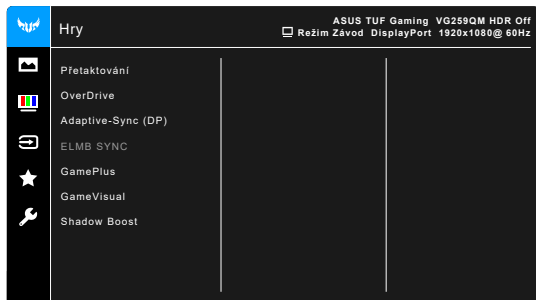 Hry
ASUS TUF Gaming VG259QM HDR Off
Režim Závod DisplayPort 1920x1080@ 60Hz
Přetaktování
OverDrive
Adaptive-Sync (DP)
ELMB SYNC
GamePlus
GameVisual
Shadow Boost